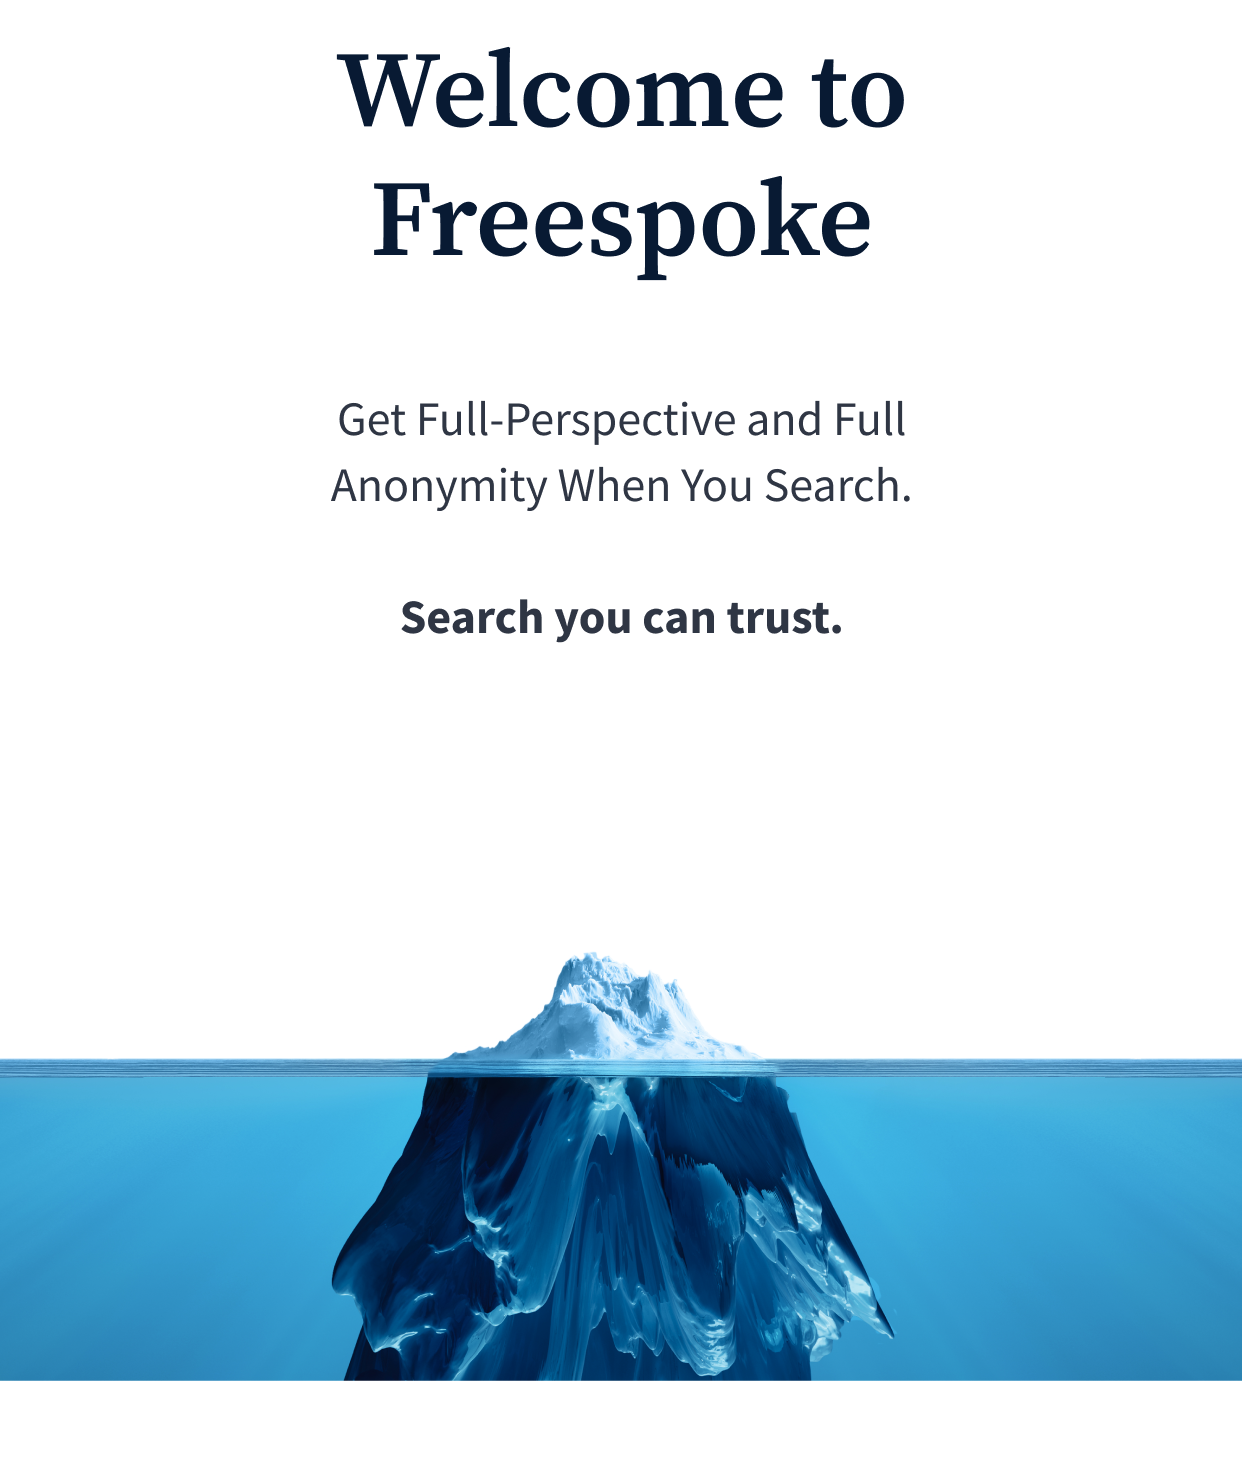 Welcome to
Freespoke
Get Full-Perspective and Full
Anonymity When You Search.
Search you can trust.